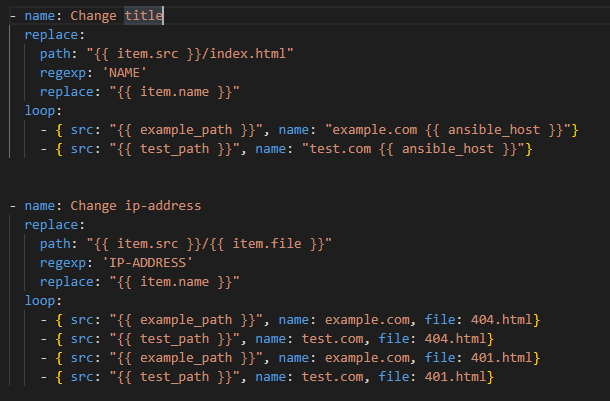 - name: Change title
  replace:
    path: "{{ item.src }}/index.html"
    regexp: 'NAME'
    replace: "{{ item.name }}"
  loop:
    - { src: "{{ example_path }}", name: "example.com {{ ansible_host }}"}
    - { src: "{{ test_path }}", name: "test.com {{ ansible_host }}"}
- name: Change ip-address
  replace:
    path: "{{ item.src }}/{{ item.file }}"
    regexp: 'IP-ADDRESS'
    replace: "{{ item.name }}"
  loop:
    - { src: "{{ example_path }}", name: example.com, file: 404.html}
    - { src: "{{ test_path }}", name: test.com, file: 404.html}
    - { src: "{{ example_path }}", name: example.com, file: 401.html}
    - { src: "{{ test_path }}", name: test.com, file: 401.html}